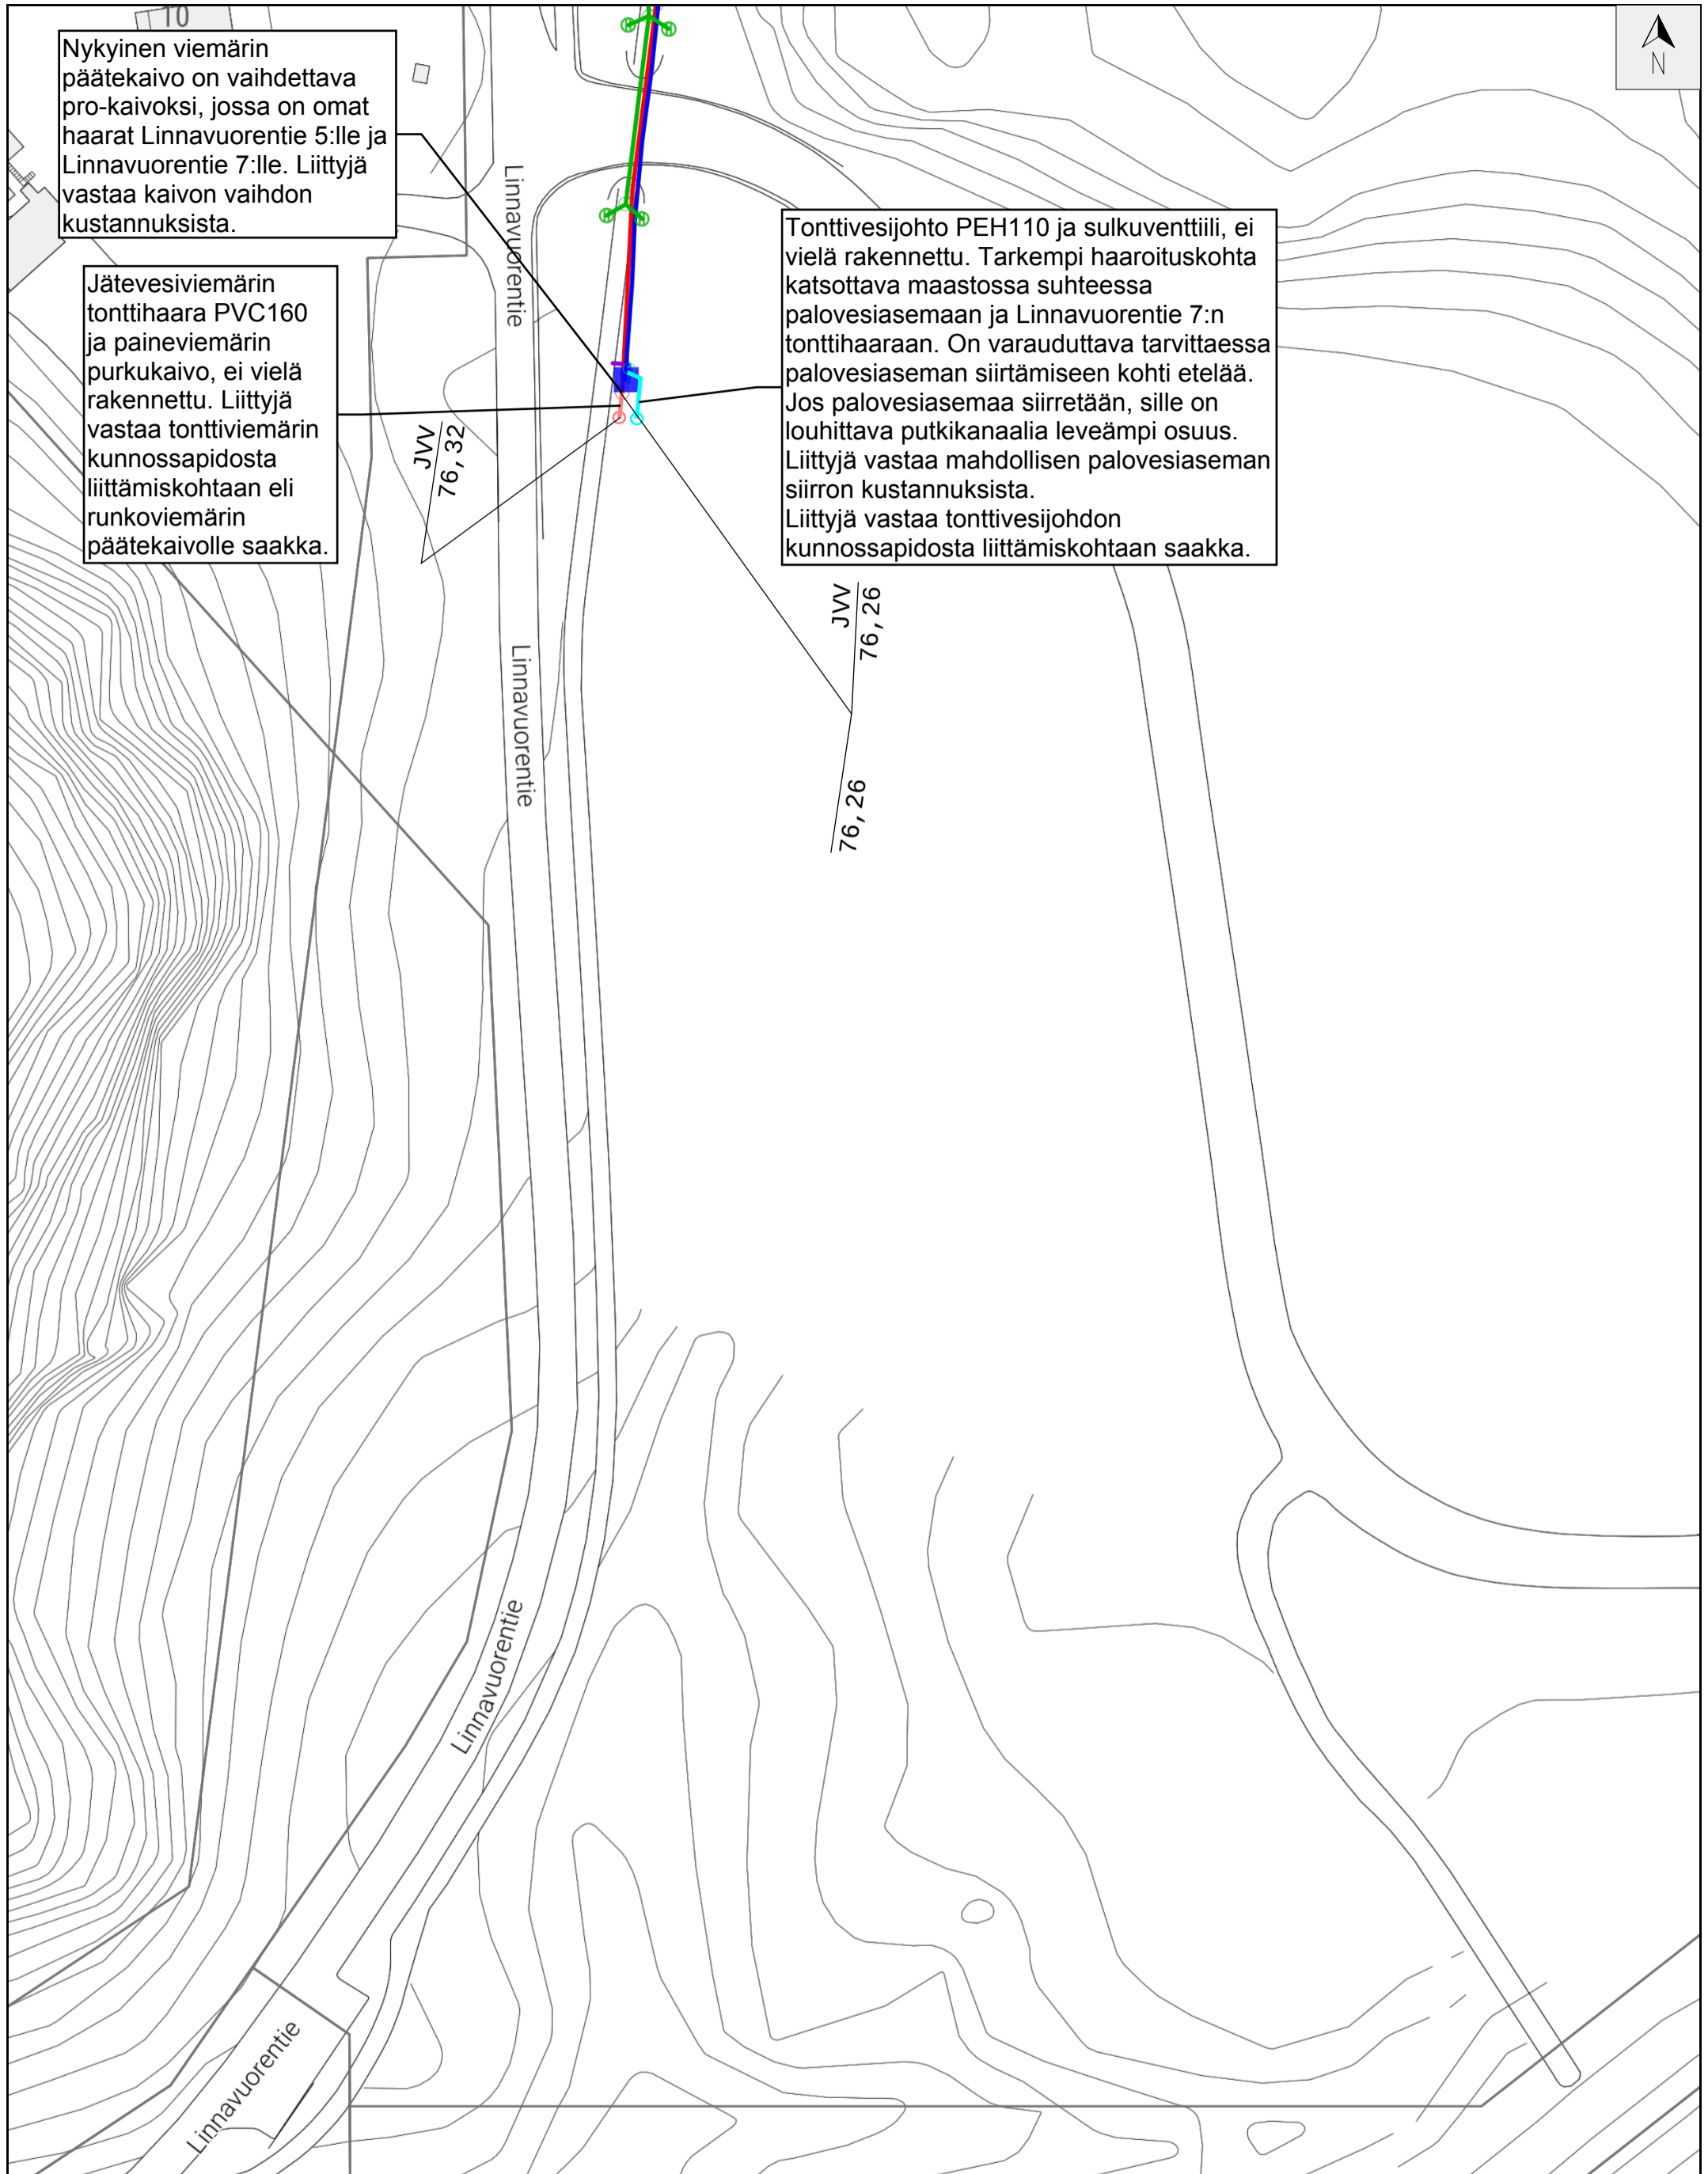 10
N
Nykyinen viemärin
päätekaivo on vaihdettava
pro-kaivoksi, jossa on omat
haarat Linnavuorentie 5:lle ja
Linnavuorentie 7:lle. Liittyjä
vastaa kaivon vaihdon
kustannuksista.
Linnavuorentie
Tonttivesijohto PEH110 ja sulkuventtiili, ei
vielä rakennettu. Tarkempi haaroituskohta
katsottava maastossa suhteessa
palovesiasemaan ja Linnavuorentie 7:n
tonttihaaraan. On varauduttava tarvittaessa
palovesiaseman siirtämiseen kohti etelää.
Jos palovesiasemaa siirretään, sille on
louhittava putkikanaalia leveämpi osuus.
Liittyjä vastaa mahdollisen palovesiaseman
siirron kustannuksista.
Liittyjä vastaa tonttivesijohdon
kunnossapidosta liittämiskohtaan saakka.
Jätevesiviemärin
tonttihaara PVC160
ja paineviemärin
purkukaivo, ei vielä
rakennettu. Liittyjä
vastaa tonttiviemärin
kunnossapidosta
liittämiskohtaan eli
runkoviemärin
päätekaivolle saakka.
JVV
76,32
JVV
76,26
Linnavuorentie
76,26
Linnavuorentie
Linnavuorentie